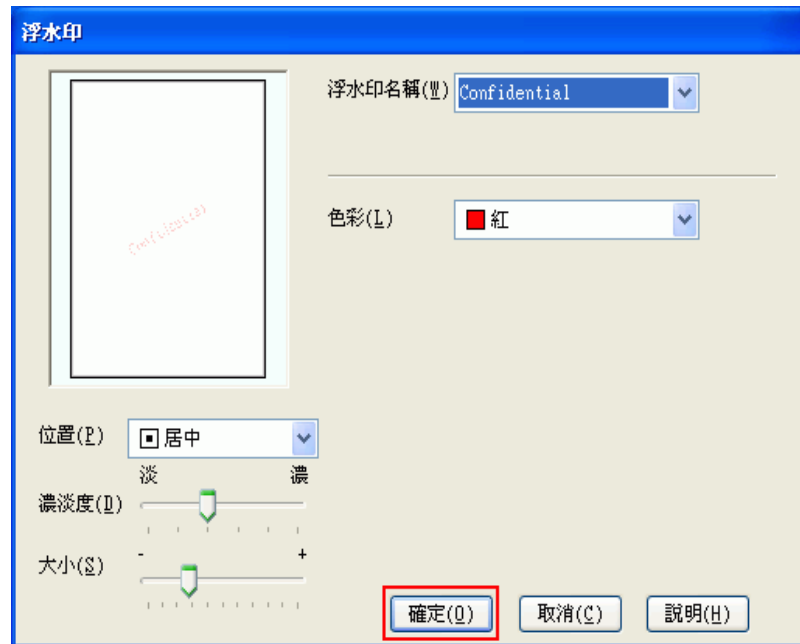 浮水印
浮水印名稱(W) Confidential
Confidential
色彩(L) 紅
位置(P) 居中
淡 濃
濃淡度(D)
大小(S) - +
確定(O) 取消(C) 說明(H)